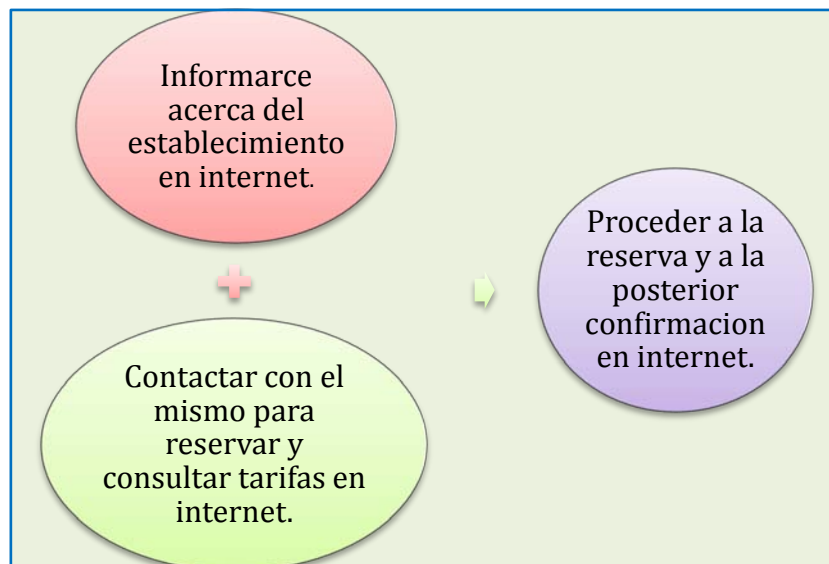 Informarce
acerca del
establecimiento
en internet.
Contactar con el
mismo para
reservar y
consultar tarifas en
internet.
Proceder a la
reserva y a la
posterior
confirmacion
en internet.